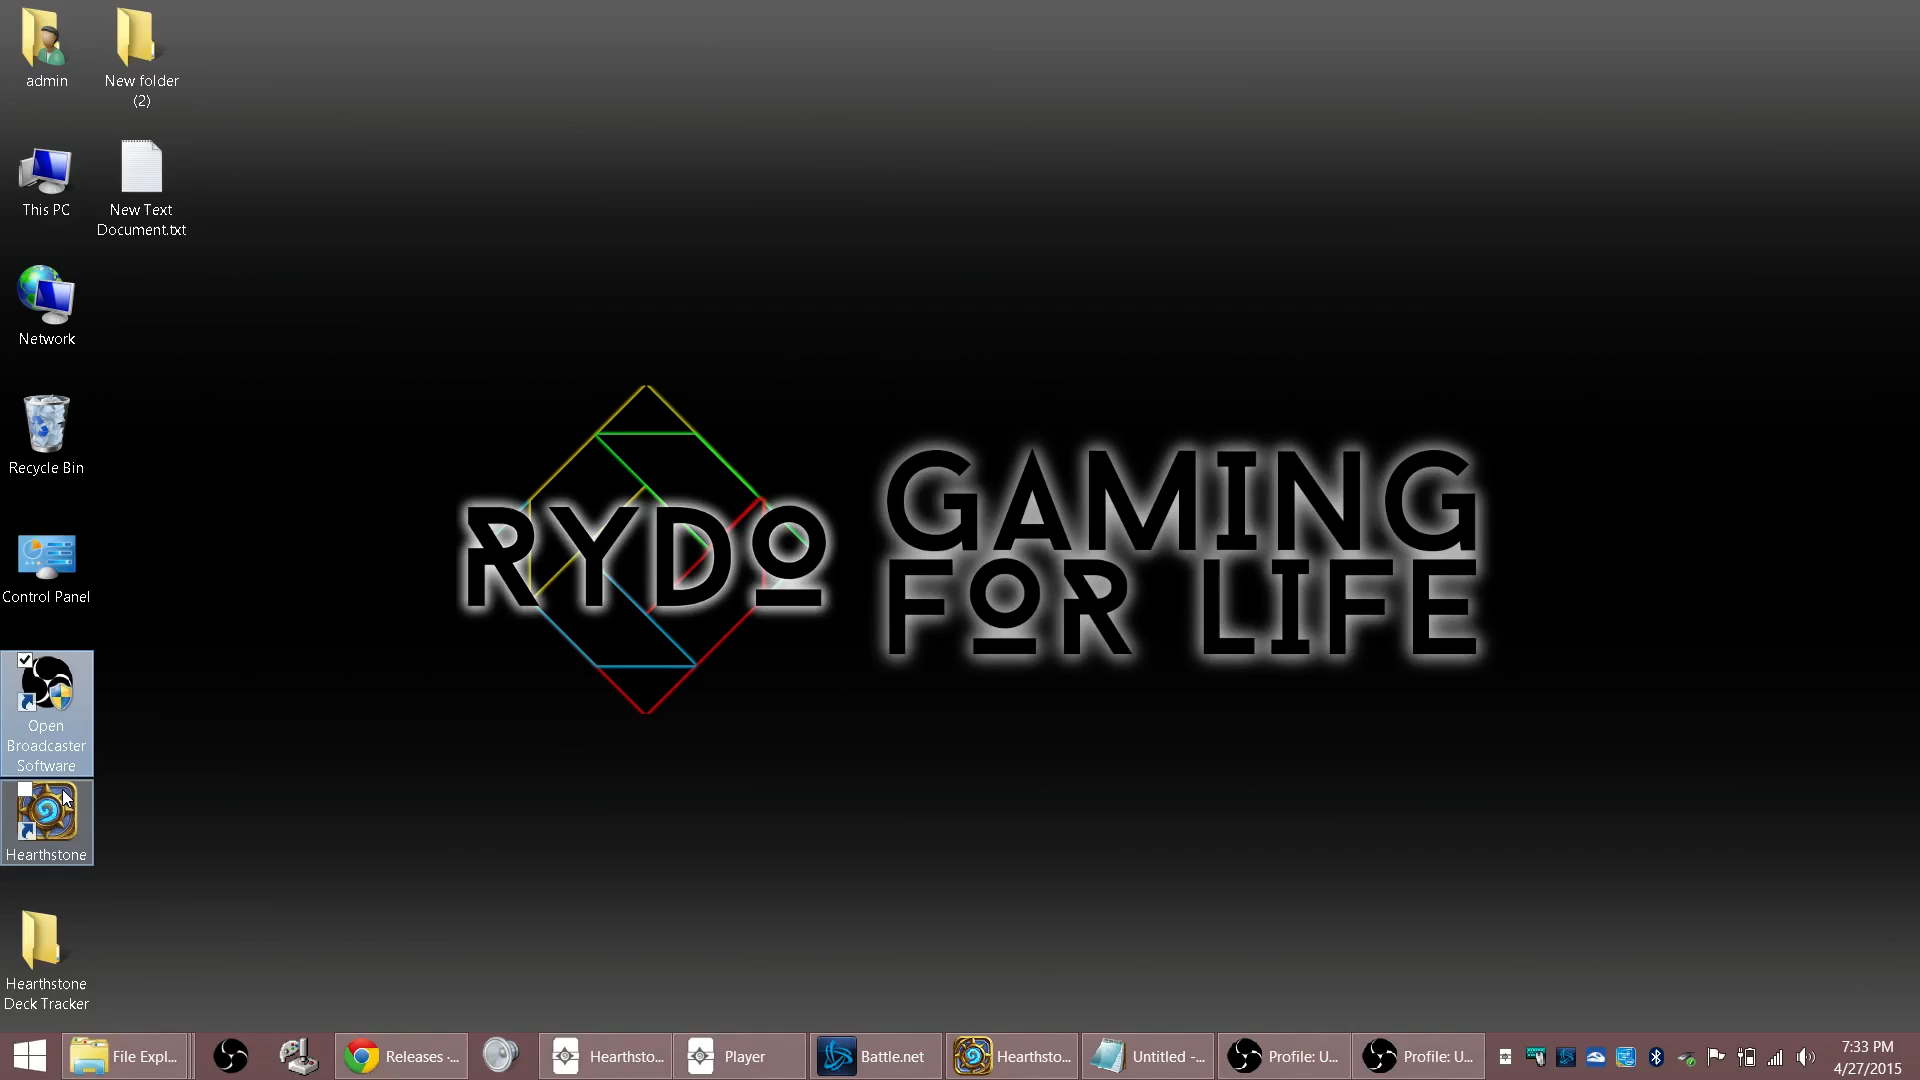 admin
New folder
(2)
This PC
New Text
Document.txt
Network
Recycle Bin
Control Panel
Open
Broadcaster
Software
Hearthstone
Hearthstone
Deck Tracker
RYDO
GAMING
FOR LIFE
File Expl...
Releases -...
Hearthsto...
Player
Battle.net
Hearthsto...
Untitled -...
Profile: U...
Profile: U...
7:33 PM
4/27/2015